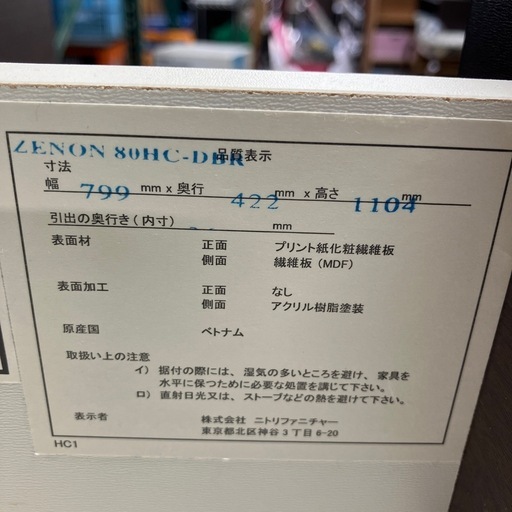 ZENON 80HC-DBR 品質表示
寸法
幅 799 mm x 奥行 422 mm x 高さ 1104 mm
引出の奥行き(内寸) mm
表面材 正面 プリント紙化粧繊維板
側面 繊維板(MDF)
表面加工 正面 なし
側面 アクリル樹脂塗装
原産国 ベトナム
取扱い上の注意
イ) 据付の際には、湿気の多いところを避け、家具を
水平に保つために必要な処置を講じて下さい。
ロ) 直射日光又は、ストーブなどの熱を避けて下さい。
表示者 株式会社 ニトリファニチャー
東京都北区神谷3丁目6-20
HC1